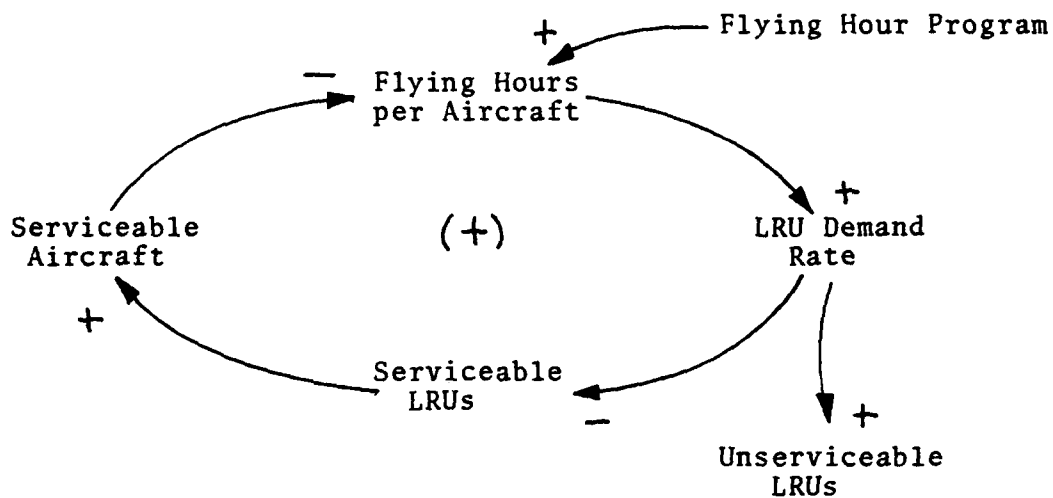 +
Flying Hour Program
−
Flying Hours
per Aircraft
+
Serviceable
Aircraft
(+)
LRU Demand
Rate
+
Serviceable
LRUs
−
+
Unserviceable
LRUs